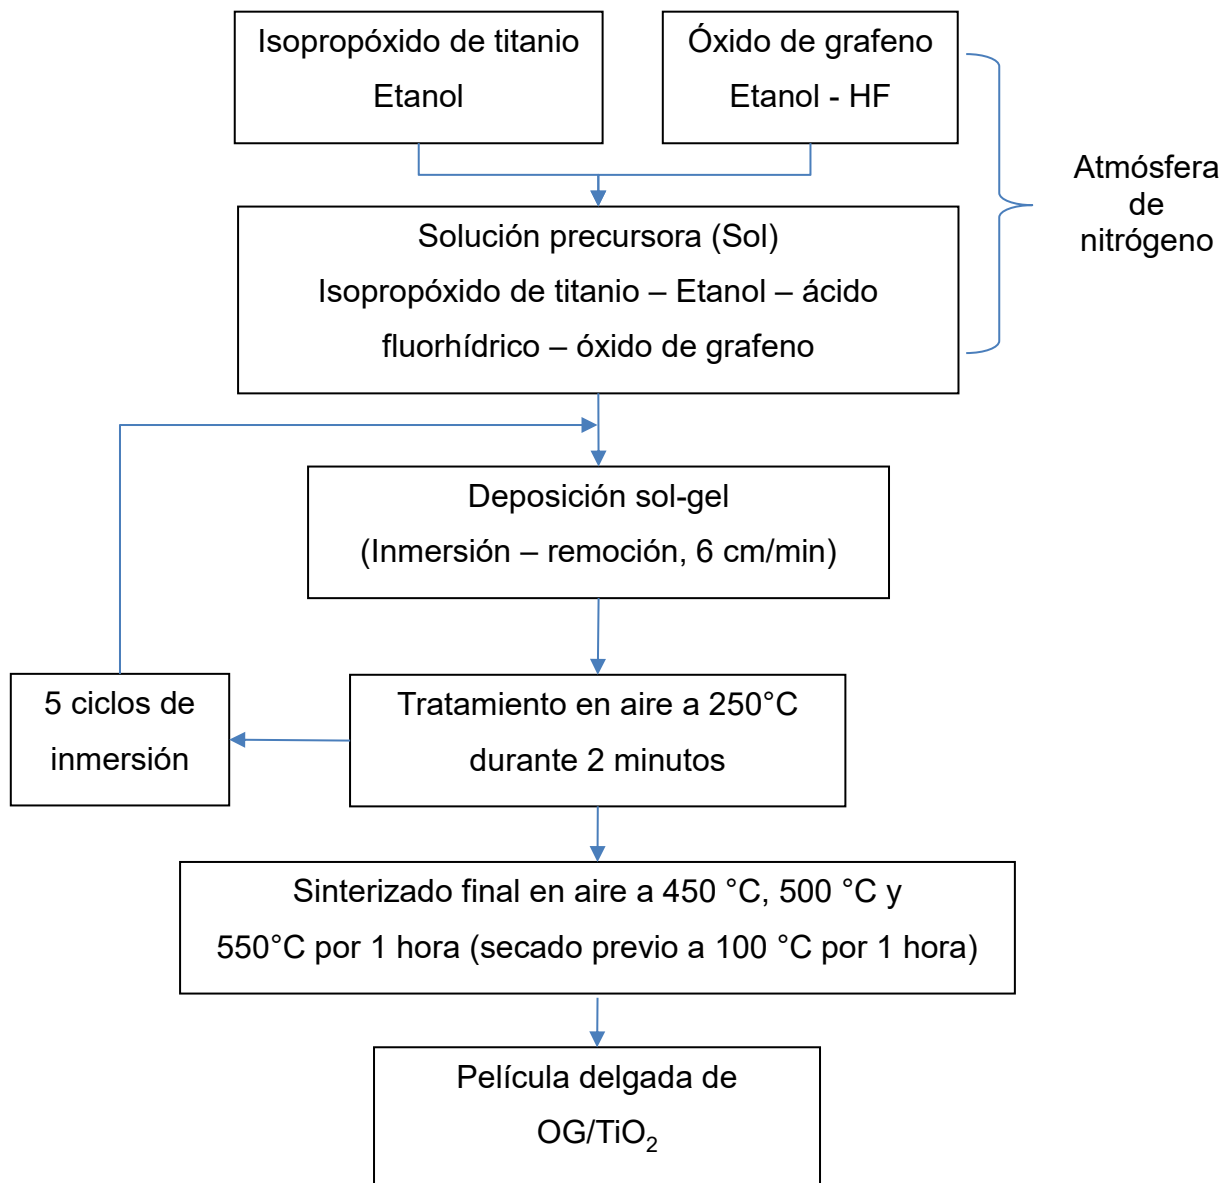 Isopropóxido de titanio
Etanol
Óxido de grafeno
Etanol - HF
Atmósfera
de
nitrógeno
Solución precursora (Sol)
Isopropóxido de titanio – Etanol – ácido
fluorhídrico – óxido de grafeno
Deposición sol-gel
(Inmersión – remoción, 6 cm/min)
5 ciclos de
inmersión
Tratamiento en aire a 250°C
durante 2 minutos
Sinterizado final en aire a 450 °C, 500 °C y
550°C por 1 hora (secado previo a 100 °C por 1 hora)
Película delgada de
OG/TiO₂